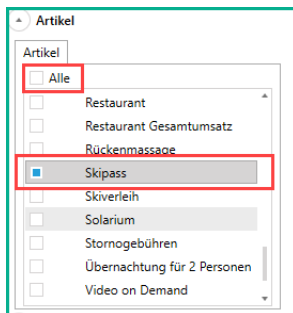 Artikel
Artikel
Alle
Restaurant
Restaurant Gesamtumsatz
Rückenmassage
Skipass
Skiverleih
Solarium
Stornogebühren
Übernachtung für 2 Personen
Video on Demand